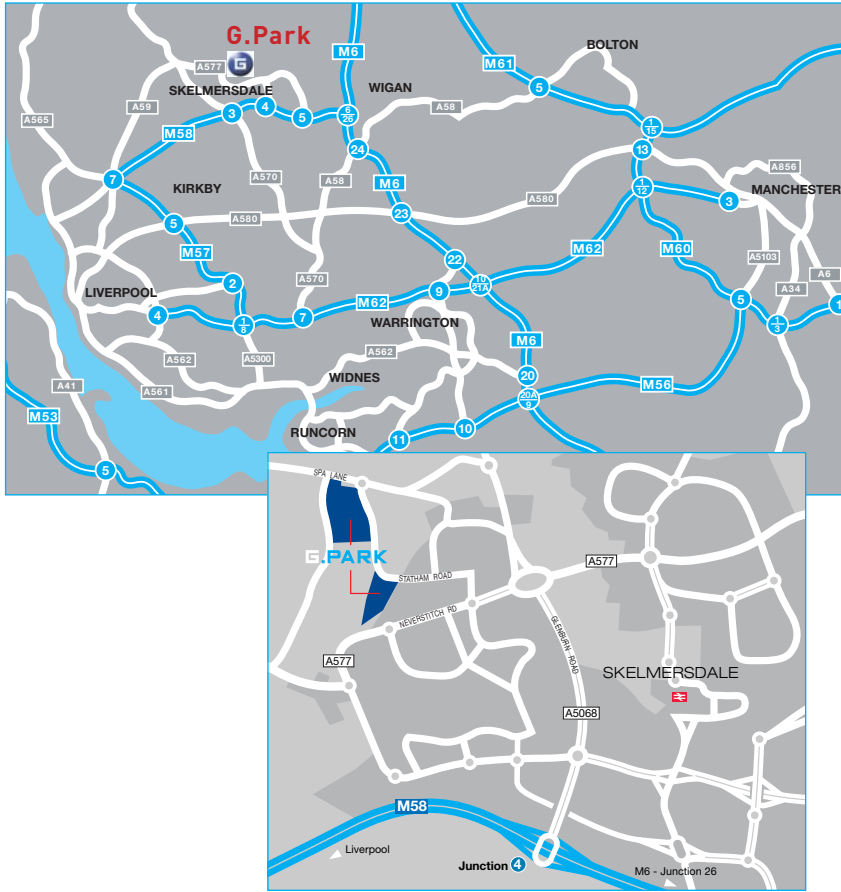 G.Park
A577
G
SKELMERSDALE
M6
WIGAN
M61
BOLTON
5
A59
A565
M58
3
4
5
6
26
A58
24
1
15
13
7
KIRKBY
A570
A58
M6
A580
1
12
3
A856
MANCHESTER
5
A580
23
M57
M62
M60
A5103
A34
A6
22
10
21A
2
A570
9
5
LIVERPOOL
M62
4
1
8
7
WARRINGTON
1
3
1
M6
A562
A5300
A562
20
A41
A561
WIDNES
20A
9
M56
M53
RUNCORN
11
10
5
SPA LANE
G.PARK
STATHAM ROAD
A577
NEVERSTITCH RD
GLENBURN ROAD
A577
SKELMERSDALE
A5068
M58
Liverpool
Junction 4
M6 - Junction 26